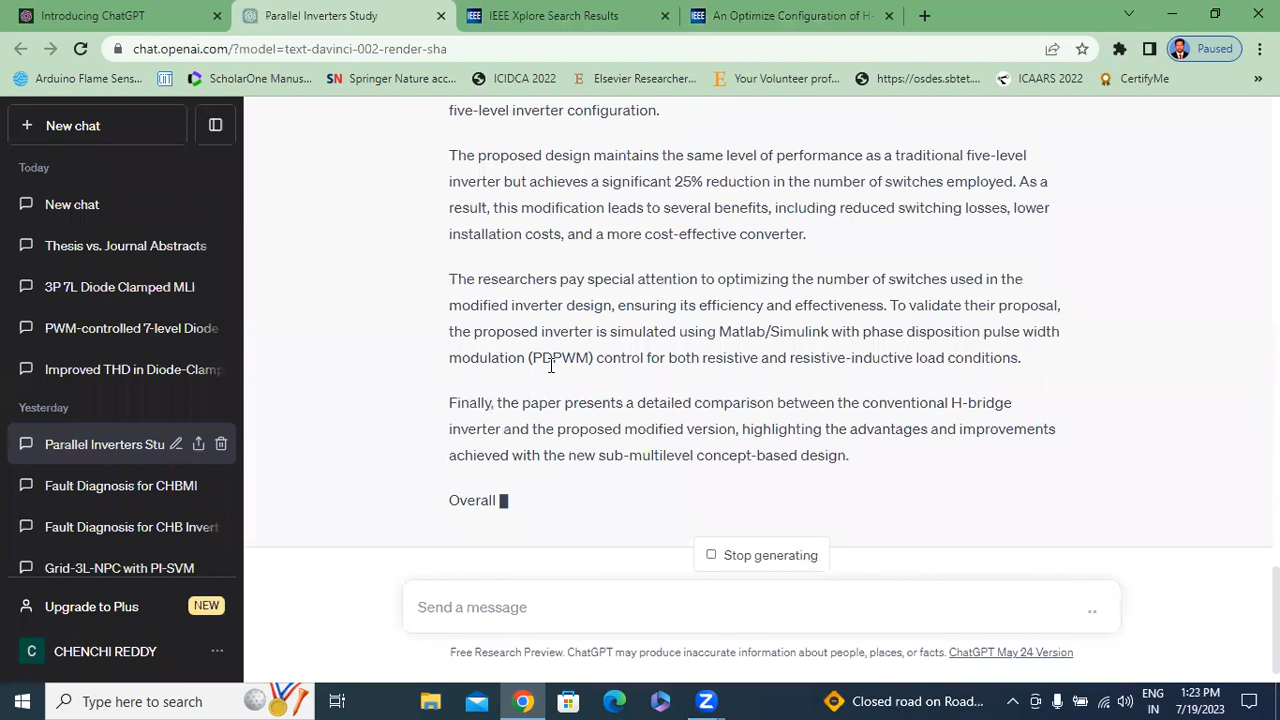 Introducing ChatGPT
Parallel Inverters Study
IEEE Xplore Search Results
An Optimize Configuration of H-
chat.openai.com/?model=text-davinci-002-render-sha
Paused
Arduino Flame Sens...
ScholarOne Manus...
SN Springer Nature acc...
ICIDCA 2022
Elsevier Researcher...
Your Volunteer prof...
https://osdes.sbtet....
ICAARS 2022
CertifyMe
New chat
Today
New chat
Thesis vs. Journal Abstracts
3P 7L Diode Clamped MLI
PWM-controlled 7-level Diode
Improved THD in Diode-Clamp
Yesterday
Parallel Inverters Stu
Fault Diagnosis for CHBMI
Fault Diagnosis for CHB Invert
Grid-3L-NPC with PI-SVM
Upgrade to Plus NEW
C CHENCHI REDDY
five-level inverter configuration.
The proposed design maintains the same level of performance as a traditional five-level
inverter but achieves a significant 25% reduction in the number of switches employed. As a
result, this modification leads to several benefits, including reduced switching losses, lower
installation costs, and a more cost-effective converter.
The researchers pay special attention to optimizing the number of switches used in the
modified inverter design, ensuring its efficiency and effectiveness. To validate their proposal,
the proposed inverter is simulated using Matlab/Simulink with phase disposition pulse width
modulation (PDPWM) control for both resistive and resistive-inductive load conditions.
Finally, the paper presents a detailed comparison between the conventional H-bridge
inverter and the proposed modified version, highlighting the advantages and improvements
achieved with the new sub-multilevel concept-based design.
Overall
Stop generating
Send a message
Free Research Preview. ChatGPT may produce inaccurate information about people, places, or facts. ChatGPT May 24 Version
Type here to search
Closed road on Road...
ENG
IN
1:23 PM
7/19/2023